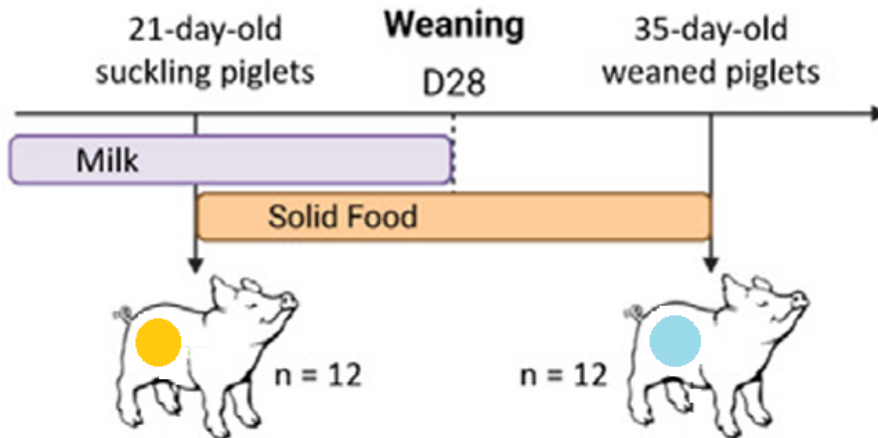 21-day-old
suckling piglets
Weaning
D28
35-day-old
weaned piglets
Milk
Solid Food
n = 12
n = 12